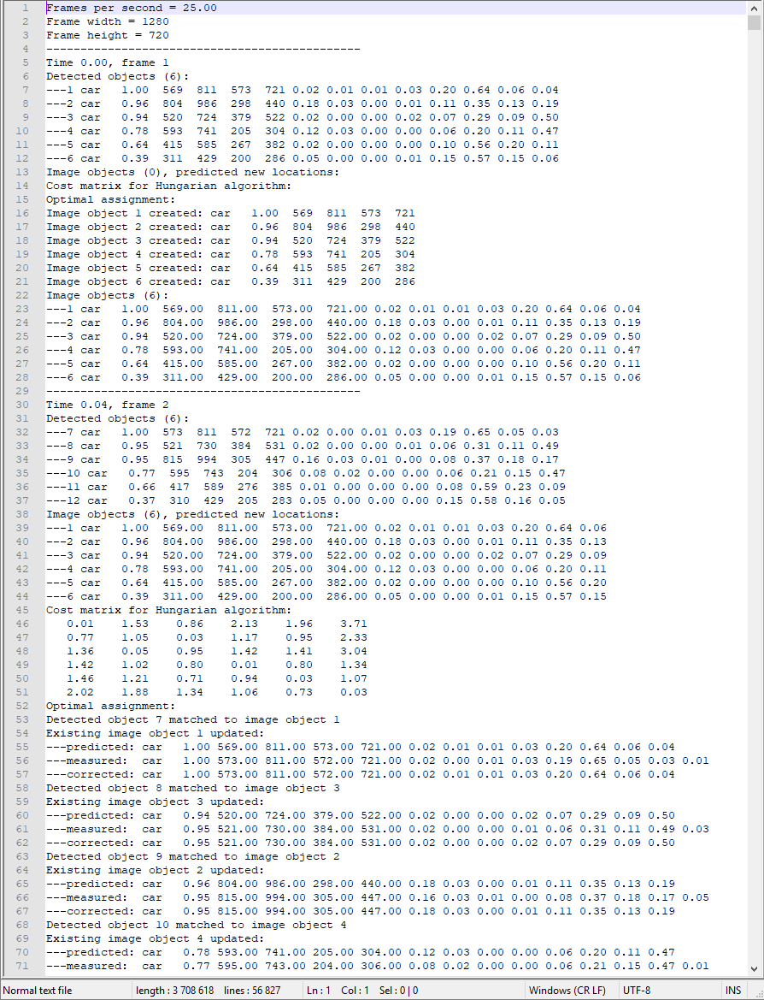 1 Frames per second = 25.00
2 Frame width = 1280
3 Frame height = 720
4 ----------------------------------------------
5 Time 0.00, frame 1
6 Detected objects (6):
7 ---1 car   1.00  569  811  573  721 0.02 0.01 0.01 0.03 0.20 0.64 0.06 0.04
8 ---2 car   0.96  804  986  298  440 0.18 0.03 0.00 0.01 0.11 0.35 0.13 0.19
9 ---3 car   0.94  520  724  379  522 0.02 0.00 0.00 0.02 0.07 0.29 0.09 0.50
10 ---4 car   0.78  593  741  205  304 0.12 0.03 0.00 0.00 0.06 0.20 0.11 0.47
11 ---5 car   0.64  415  585  267  382 0.02 0.00 0.00 0.00 0.10 0.56 0.20 0.11
12 ---6 car   0.39  311  429  200  286 0.05 0.00 0.00 0.01 0.15 0.57 0.15 0.06
13 Image objects (0), predicted new locations:
14 Cost matrix for Hungarian algorithm:
15 Optimal assignment:
16 Image object 1 created: car   1.00  569  811  573  721
17 Image object 2 created: car   0.96  804  986  298  440
18 Image object 3 created: car   0.94  520  724  379  522
19 Image object 4 created: car   0.78  593  741  205  304
20 Image object 5 created: car   0.64  415  585  267  382
21 Image object 6 created: car   0.39  311  429  200  286
22 Image objects (6):
23 ---1 car   1.00  569.00  811.00  573.00  721.00 0.02 0.01 0.01 0.03 0.20 0.64 0.06 0.04
24 ---2 car   0.96  804.00  986.00  298.00  440.00 0.18 0.03 0.00 0.01 0.11 0.35 0.13 0.19
25 ---3 car   0.94  520.00  724.00  379.00  522.00 0.02 0.00 0.00 0.02 0.07 0.29 0.09 0.50
26 ---4 car   0.78  593.00  741.00  205.00  304.00 0.12 0.03 0.00 0.00 0.06 0.20 0.11 0.47
27 ---5 car   0.64  415.00  585.00  267.00  382.00 0.02 0.00 0.00 0.00 0.10 0.56 0.20 0.11
28 ---6 car   0.39  311.00  429.00  200.00  286.00 0.05 0.00 0.00 0.01 0.15 0.57 0.15 0.06
29 ----------------------------------------------
30 Time 0.04, frame 2
31 Detected objects (6):
32 ---7 car   1.00  573  811  572  721 0.02 0.00 0.01 0.03 0.19 0.65 0.05 0.03
33 ---8 car   0.95  521  730  384  531 0.02 0.00 0.00 0.01 0.06 0.31 0.11 0.49
34 ---9 car   0.95  815  994  305  447 0.16 0.03 0.01 0.00 0.08 0.37 0.18 0.17
35 ---10 car   0.77  595  743  204  306 0.08 0.02 0.00 0.00 0.06 0.21 0.15 0.47
36 ---11 car   0.66  417  589  276  385 0.01 0.00 0.00 0.00 0.08 0.59 0.23 0.09
37 ---12 car   0.37  310  429  205  283 0.05 0.00 0.00 0.00 0.15 0.58 0.16 0.05
38 Image objects (6), predicted new locations:
39 ---1 car   1.00  569.00  811.00  573.00  721.00 0.02 0.01 0.01 0.03 0.20 0.64 0.06
40 ---2 car   0.96  804.00  986.00  298.00  440.00 0.18 0.03 0.00 0.01 0.11 0.35 0.13
41 ---3 car   0.94  520.00  724.00  379.00  522.00 0.02 0.00 0.00 0.02 0.07 0.29 0.09
42 ---4 car   0.78  593.00  741.00  205.00  304.00 0.12 0.03 0.00 0.00 0.06 0.20 0.11
43 ---5 car   0.64  415.00  585.00  267.00  382.00 0.02 0.00 0.00 0.00 0.10 0.56 0.20
44 ---6 car   0.39  311.00  429.00  200.00  286.00 0.05 0.00 0.00 0.01 0.15 0.57 0.15
45 Cost matrix for Hungarian algorithm:
46    0.01    1.53    0.86    2.13    1.96    3.71
47    0.77    1.05    0.03    1.17    0.95    2.33
48    1.36    0.05    0.95    1.42    1.41    3.04
49    1.42    1.02    0.80    0.01    0.80    1.34
50    1.46    1.21    0.71    0.94    0.03    1.07
51    2.02    1.88    1.34    1.06    0.73    0.03
52 Optimal assignment:
53 Detected object 7 matched to image object 1
54 Existing image object 1 updated:
55 ---predicted: car   1.00 569.00 811.00 573.00 721.00 0.02 0.01 0.01 0.03 0.20 0.64 0.06 0.04
56 ---measured:  car   1.00 573.00 811.00 572.00 721.00 0.02 0.00 0.01 0.03 0.19 0.65 0.05 0.03 0.01
57 ---corrected: car   1.00 573.00 811.00 572.00 721.00 0.02 0.01 0.01 0.03 0.20 0.64 0.06 0.04
58 Detected object 8 matched to image object 3
59 Existing image object 3 updated:
60 ---predicted: car   0.94 520.00 724.00 379.00 522.00 0.02 0.00 0.00 0.02 0.07 0.29 0.09 0.50
61 ---measured:  car   0.95 521.00 730.00 384.00 531.00 0.02 0.00 0.00 0.01 0.06 0.31 0.11 0.49 0.03
62 ---corrected: car   0.95 521.00 730.00 384.00 531.00 0.02 0.00 0.00 0.02 0.07 0.29 0.09 0.50
63 Detected object 9 matched to image object 2
64 Existing image object 2 updated:
65 ---predicted: car   0.96 804.00 986.00 298.00 440.00 0.18 0.03 0.00 0.01 0.11 0.35 0.13 0.19
66 ---measured:  car   0.95 815.00 994.00 305.00 447.00 0.16 0.03 0.01 0.00 0.08 0.37 0.18 0.17 0.05
67 ---corrected: car   0.95 815.00 994.00 305.00 447.00 0.18 0.03 0.00 0.01 0.11 0.35 0.13 0.19
68 Detected object 10 matched to image object 4
69 Existing image object 4 updated:
70 ---predicted: car   0.78 593.00 741.00 205.00 304.00 0.12 0.03 0.00 0.00 0.06 0.20 0.11 0.47
71 ---measured:  car   0.77 595.00 743.00 204.00 306.00 0.08 0.02 0.00 0.00 0.06 0.21 0.15 0.47 0.01
Normal text file length : 3 708 618 lines : 56 827 Ln : 1 Col : 1 Sel : 0 | 0 Windows (CR LF) UTF-8 INS